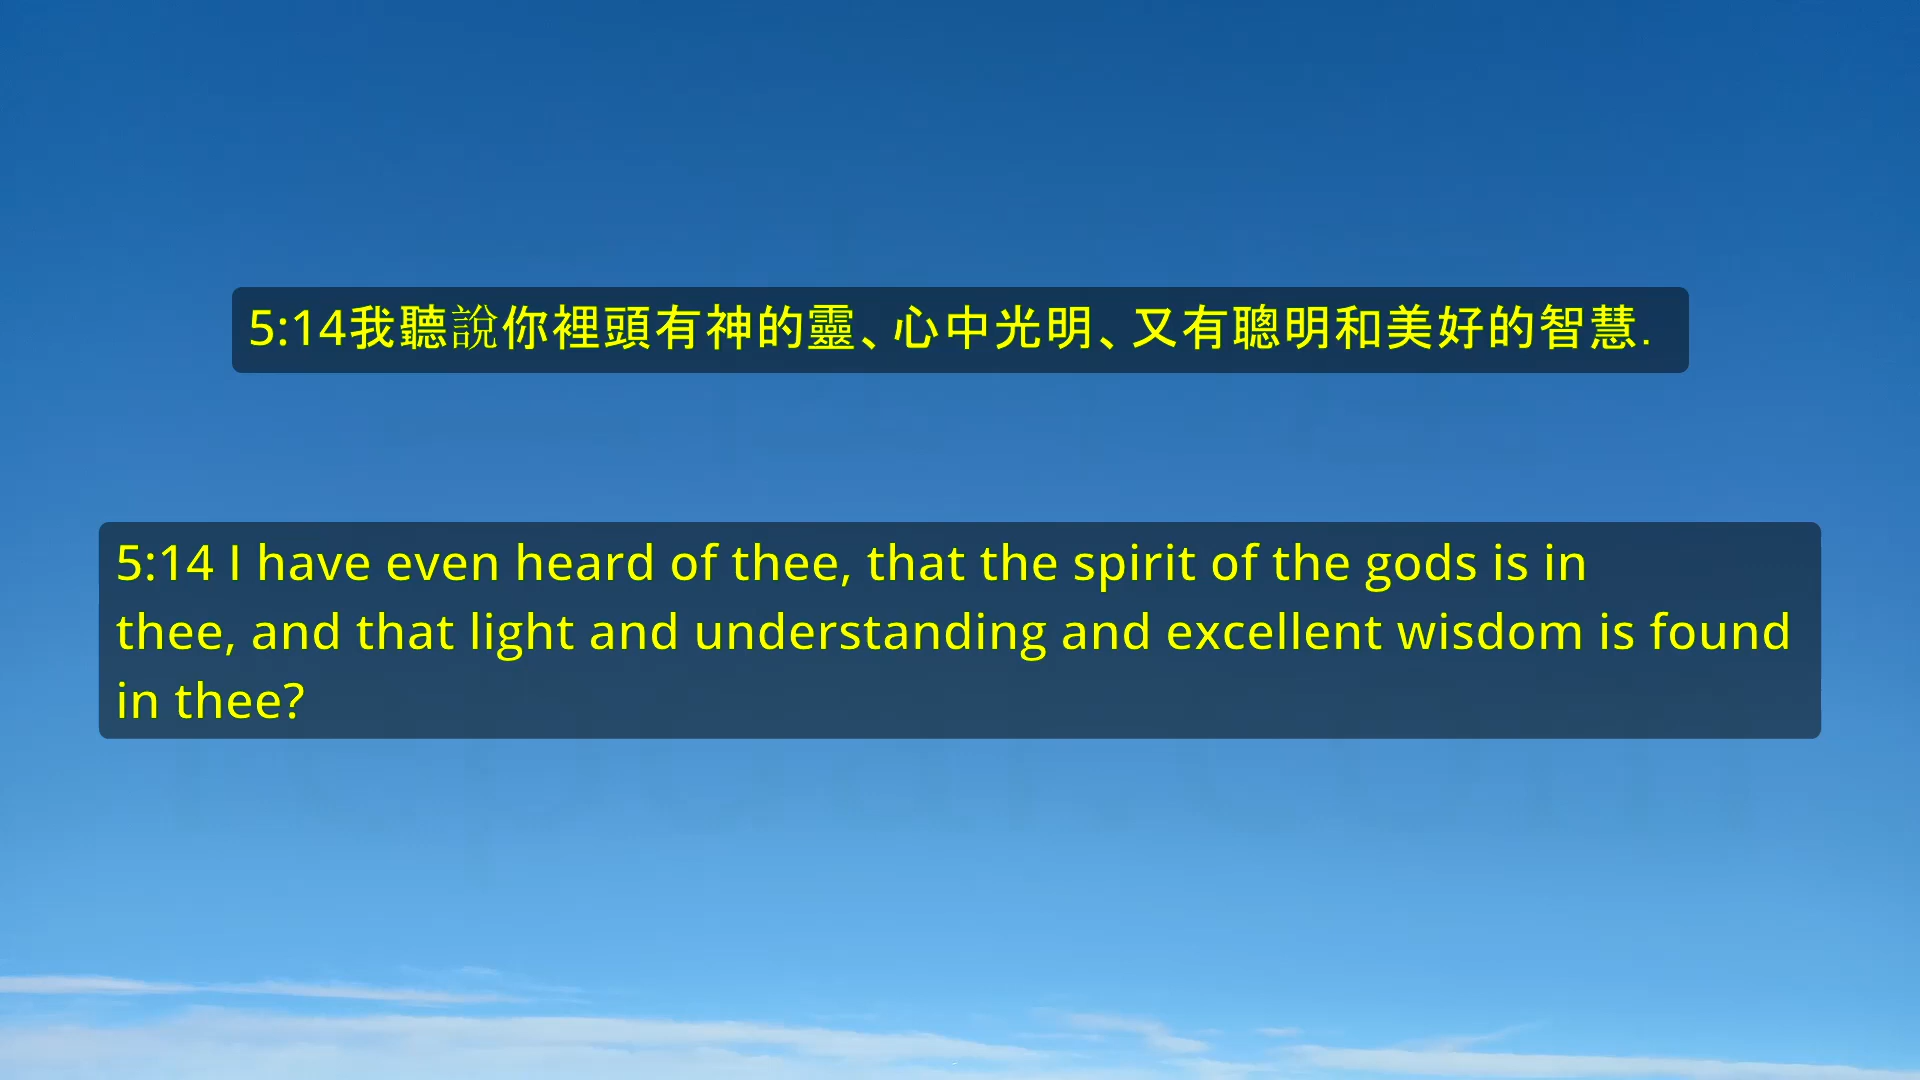 5:14我聽說你裡頭有神的靈、心中光明、又有聰明和美好的智慧.
5:14 I have even heard of thee, that the spirit of the gods is in
thee, and that light and understanding and excellent wisdom is found
in thee?